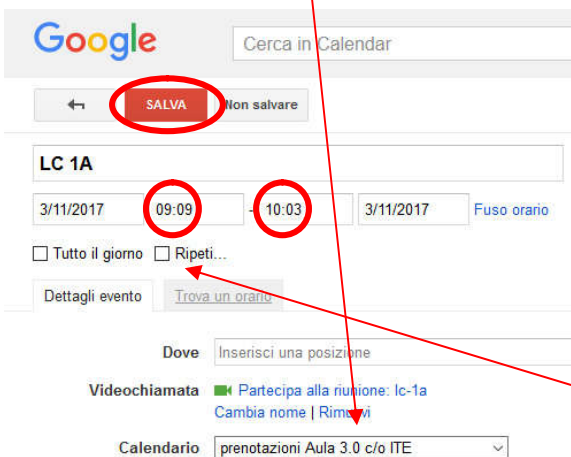 Google
Cerca in Calendar
SALVA
Non salvare
LC 1A
3/11/2017 09:09 - 10:03 3/11/2017 Fuso orario
Tutto il giorno Ripeti...
Dettagli evento Trova un orario
Dove Inserisci una posizione
Videochiamata Partecipa alla riunione: lc-1a
Cambia nome | Rimuovi
Calendario prenotazioni Aula 3.0 c/o ITE